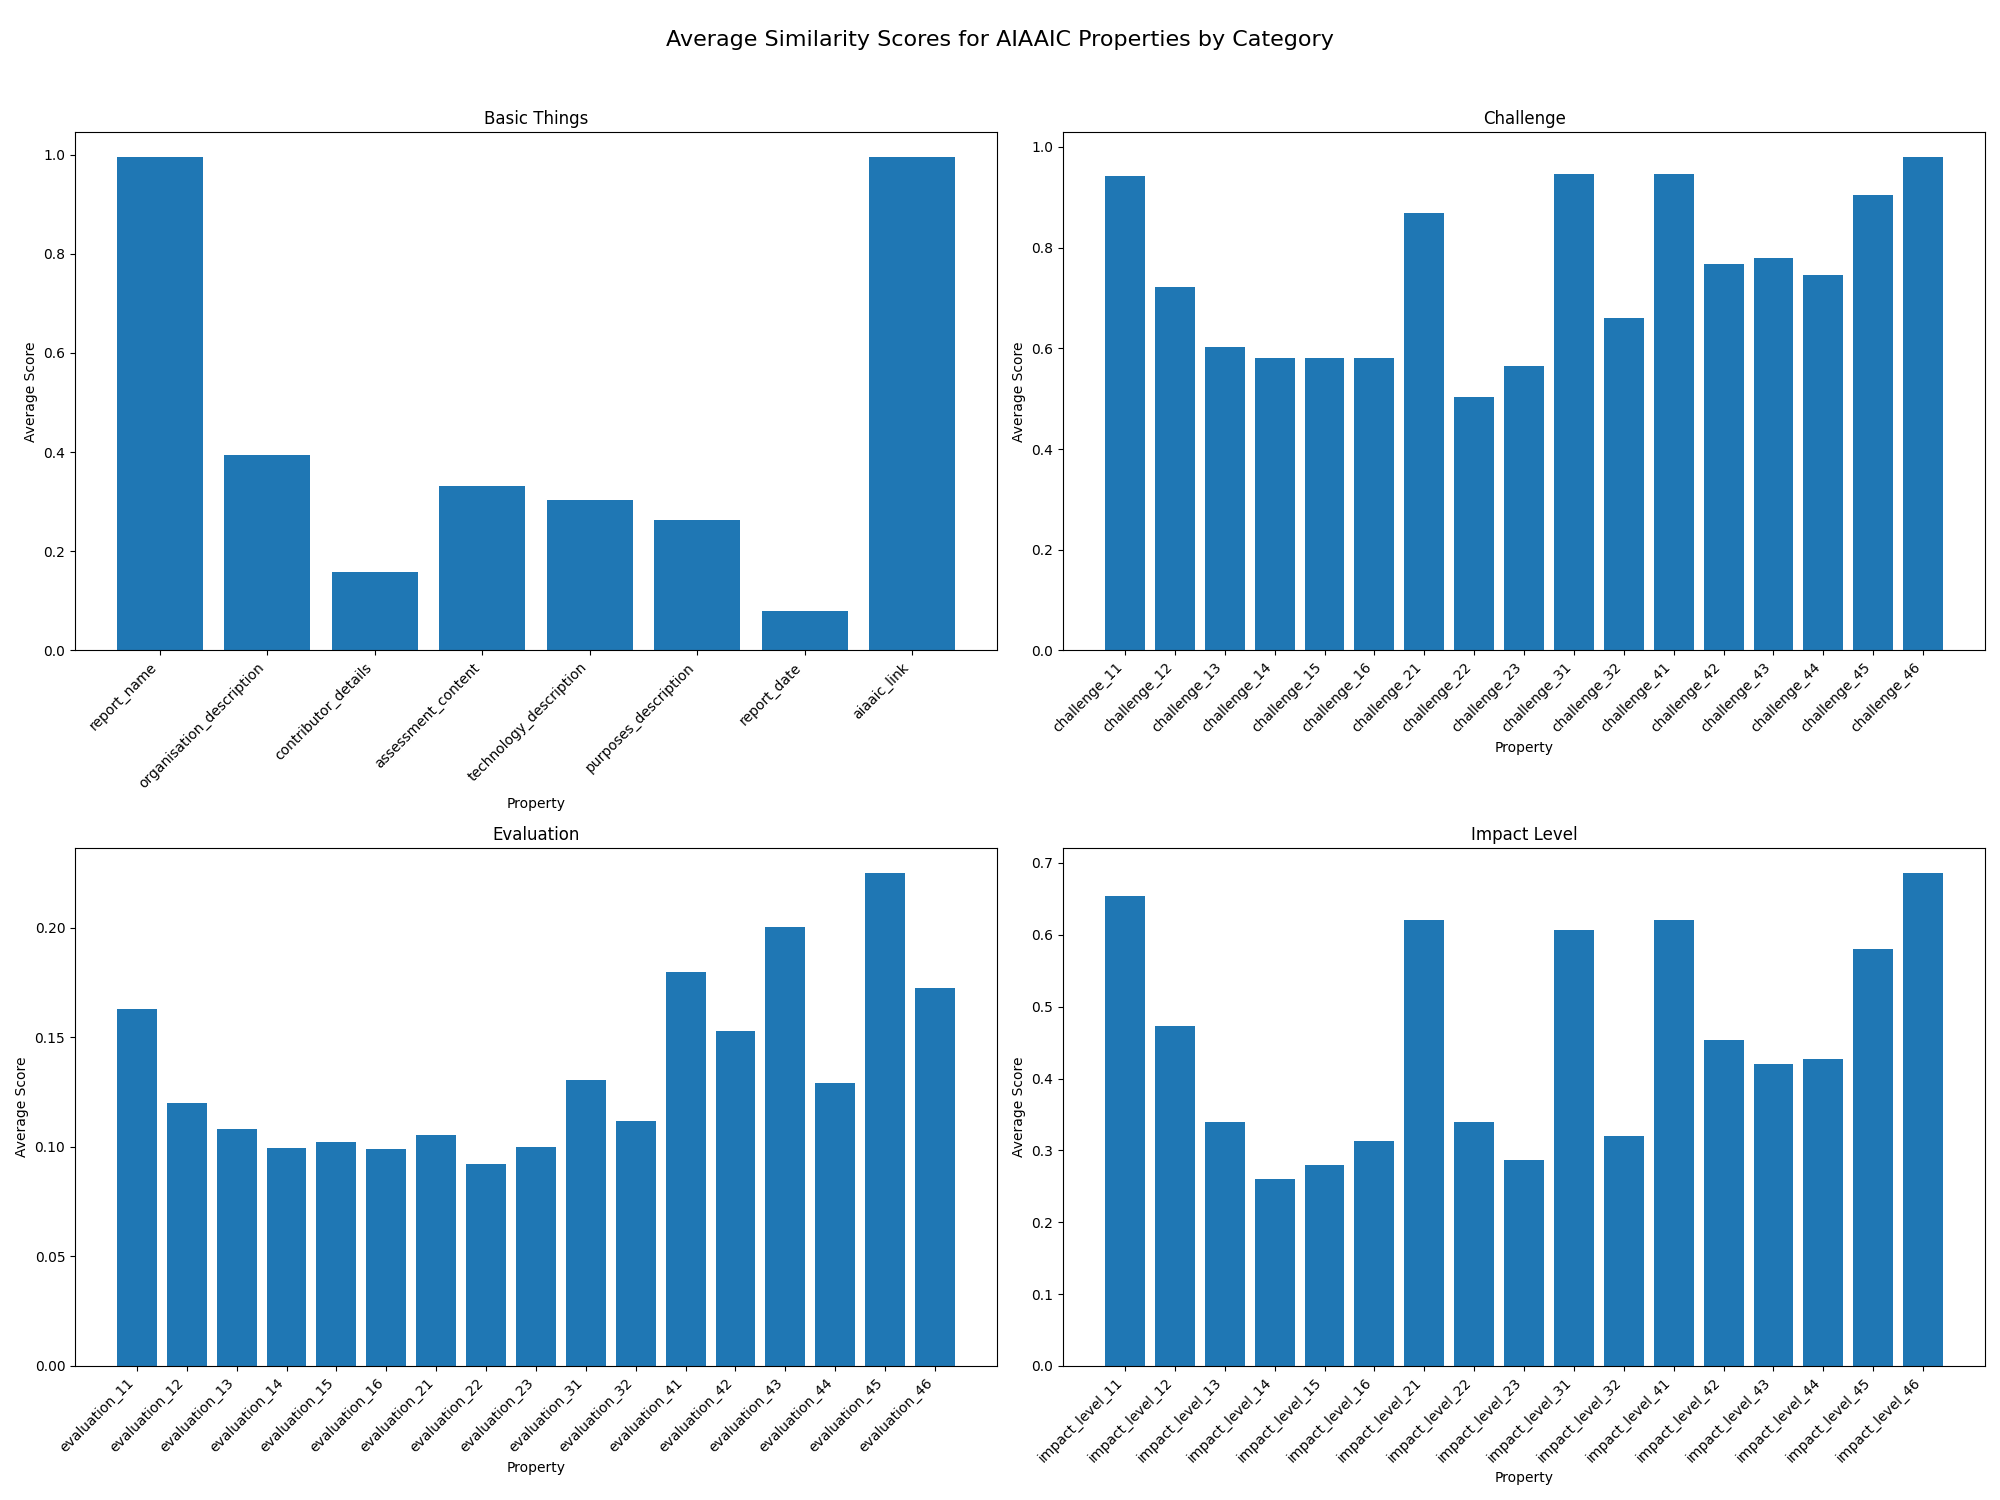 Average Similarity Scores for AIAAIC Properties by Category
Basic Things
Average Score
1.0
0.8
0.6
0.4
0.2
0.0
report_name
organisation_description
contributor_details
assessment_content
technology_description
purposes_description
report_date
aiaaic_link
Property
Challenge
Average Score
1.0
0.8
0.6
0.4
0.2
0.0
challenge_11
challenge_12
challenge_13
challenge_14
challenge_15
challenge_16
challenge_21
challenge_22
challenge_23
challenge_31
challenge_32
challenge_41
challenge_42
challenge_43
challenge_44
challenge_45
challenge_46
Property
Evaluation
Average Score
0.20
0.15
0.10
0.05
0.00
evaluation_11
evaluation_12
evaluation_13
evaluation_14
evaluation_15
evaluation_16
evaluation_21
evaluation_22
evaluation_23
evaluation_31
evaluation_32
evaluation_41
evaluation_42
evaluation_43
evaluation_44
evaluation_45
evaluation_46
Property
Impact Level
Average Score
0.7
0.6
0.5
0.4
0.3
0.2
0.1
0.0
impact_level_11
impact_level_12
impact_level_13
impact_level_14
impact_level_15
impact_level_16
impact_level_21
impact_level_22
impact_level_23
impact_level_31
impact_level_32
impact_level_41
impact_level_42
impact_level_43
impact_level_44
impact_level_45
impact_level_46
Property